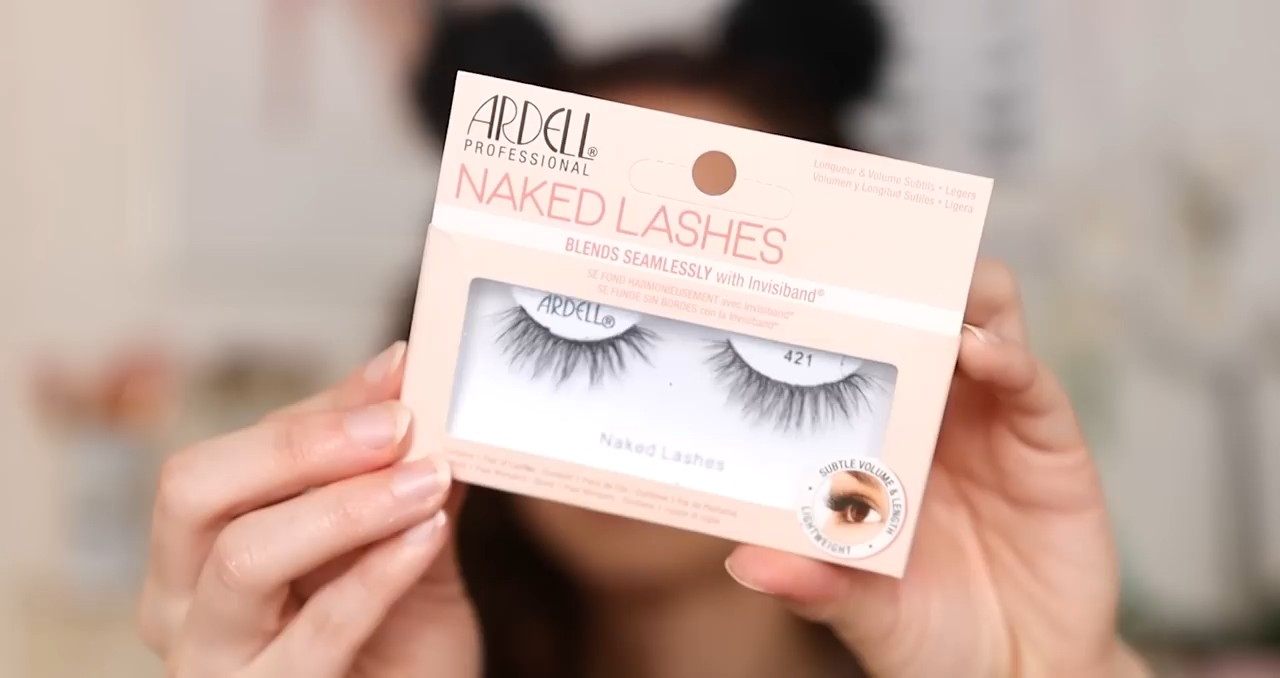 ARDELL®
PROFESSIONAL
NAKED LASHES
Longueur & Volume Subtils • Légers
Volumen y Longitud Sutiles • Ligera
BLENDS SEAMLESSLY with Invisiband®
SE FOND HARMONIEUSEMENT avec Invisiband®
SE FUNDE SIN BORDES con la Invisiband®
ARDELL®
421
Naked Lashes
SUBTLE VOLUME & LENGTH
• LIGHTWEIGHT •